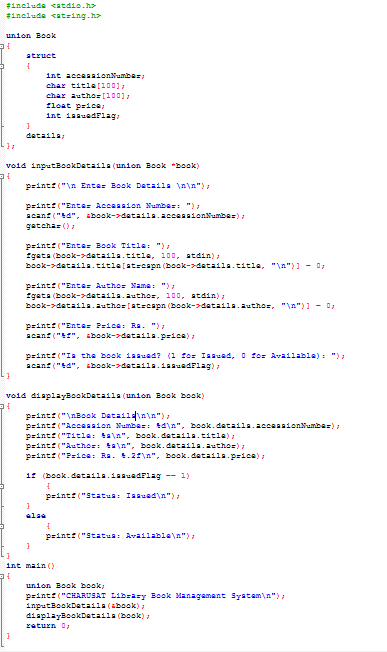 #include <stdio.h>
#include <string.h>
union Book
{
struct
{
int accessionNumber;
char title[100];
char author[100];
float price;
int issuedFlag;
}
details;
};
void inputBookDetails(union Book *book)
{
printf("\n Enter Book Details \n\n");
printf("Enter Accession Number: ");
scanf("%d", &book->details.accessionNumber);
getchar();
printf("Enter Book Title: ");
fgets(book->details.title, 100, stdin);
book->details.title[strcspn(book->details.title, "\n")] = 0;
printf("Enter Author Name: ");
fgets(book->details.author, 100, stdin);
book->details.author[strcspn(book->details.author, "\n")] = 0;
printf("Enter Price: Rs. ");
scanf("%f", &book->details.price);
printf("Is the book issued? (1 for Issued, 0 for Available): ");
scanf("%d", &book->details.issuedFlag);
}
void displayBookDetails(union Book book)
{
printf("\nBook Details\n\n");
printf("Accession Number: %d\n", book.details.accessionNumber);
printf("Title: %s\n", book.details.title);
printf("Author: %s\n", book.details.author);
printf("Price: Rs. %.2f\n", book.details.price);
if (book.details.issuedFlag == 1)
{
printf("Status: Issued\n");
}
else
{
printf("Status: Available\n");
}
}
int main()
{
union Book book;
printf("CHARUSAT Library Book Management System\n");
inputBookDetails(&book);
displayBookDetails(book);
return 0;
}